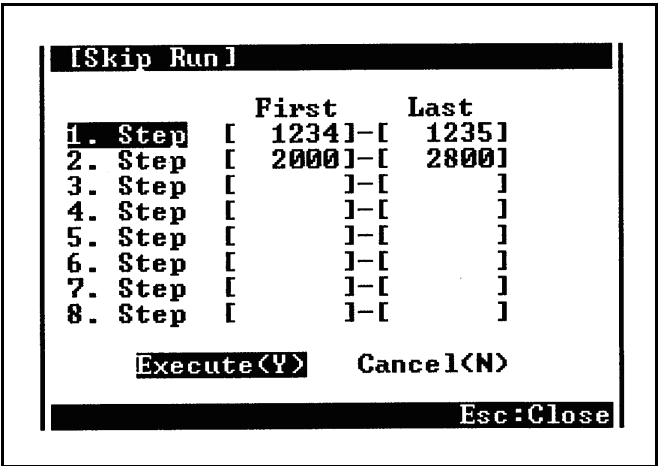 [Skip Run]
First Last
1. Step [ 1234]-[ 1235]
2. Step [ 2000]-[ 2800]
3. Step [ ]-[ ]
4. Step [ ]-[ ]
5. Step [ ]-[ ]
6. Step [ ]-[ ]
7. Step [ ]-[ ]
8. Step [ ]-[ ]
Execute<Y> Cancel<N>
Esc:Close